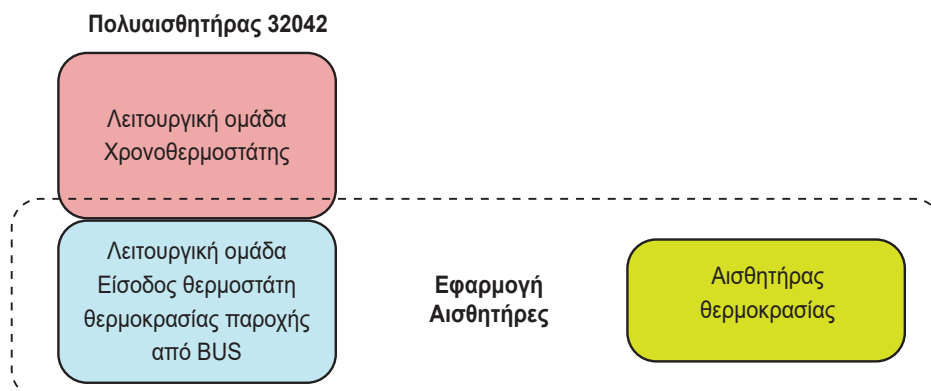 Πολυαισθητήρας 32042
Λειτουργική ομάδα
Χρονοθερμοστάτης
Λειτουργική ομάδα
Είσοδος θερμοστάτη
θερμοκρασίας παροχής
από BUS
Εφαρμογή
Αισθητήρες
Αισθητήρας
θερμοκρασίας